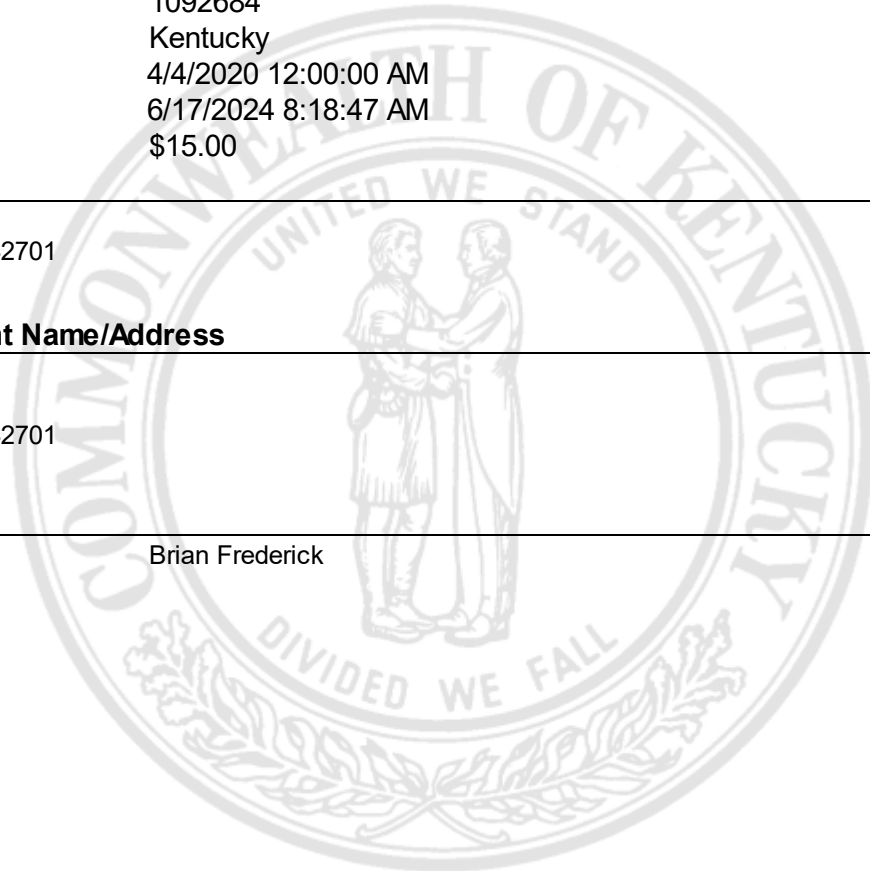 1092684
Kentucky
4/4/2020 12:00:00 AM
6/17/2024 8:18:47 AM
$15.00
2701
Name/Address
2701
Brian Frederick
COMMONWEALTH OF KENTUCKY
UNITED WE STAND
DIVIDED WE FALL